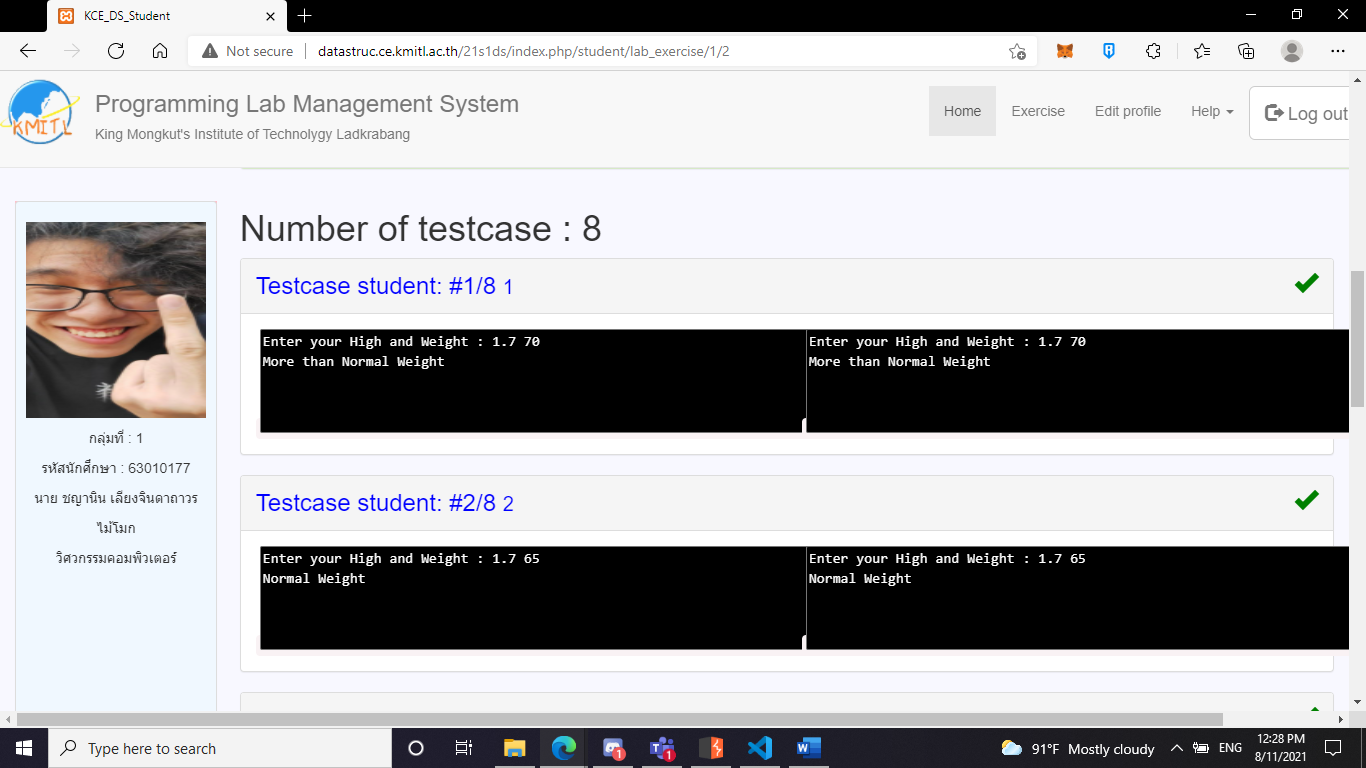 KCE_DS_Student
Not secure
datastruc.ce.kmitl.ac.th/21s1ds/index.php/student/lab_exercise/1/2
KMITL
Programming Lab Management System
King Mongkut's Institute of Technolygy Ladkrabang
Home
Exercise
Edit profile
Help
Log out
กลุ่มที่ : 1
รหัสนักศึกษา : 63010177
นาย ชญานิน เลียงจินดาถาวร
ไม้โมก
วิศวกรรมคอมพิวเตอร์
Number of testcase : 8
Testcase student: #1/8 1
Enter your High and Weight : 1.7 70
More than Normal Weight
Enter your High and Weight : 1.7 70
More than Normal Weight
Testcase student: #2/8 2
Enter your High and Weight : 1.7 65
Normal Weight
Enter your High and Weight : 1.7 65
Normal Weight
Type here to search
1
1
91°F Mostly cloudy
ENG
12:28 PM
8/11/2021